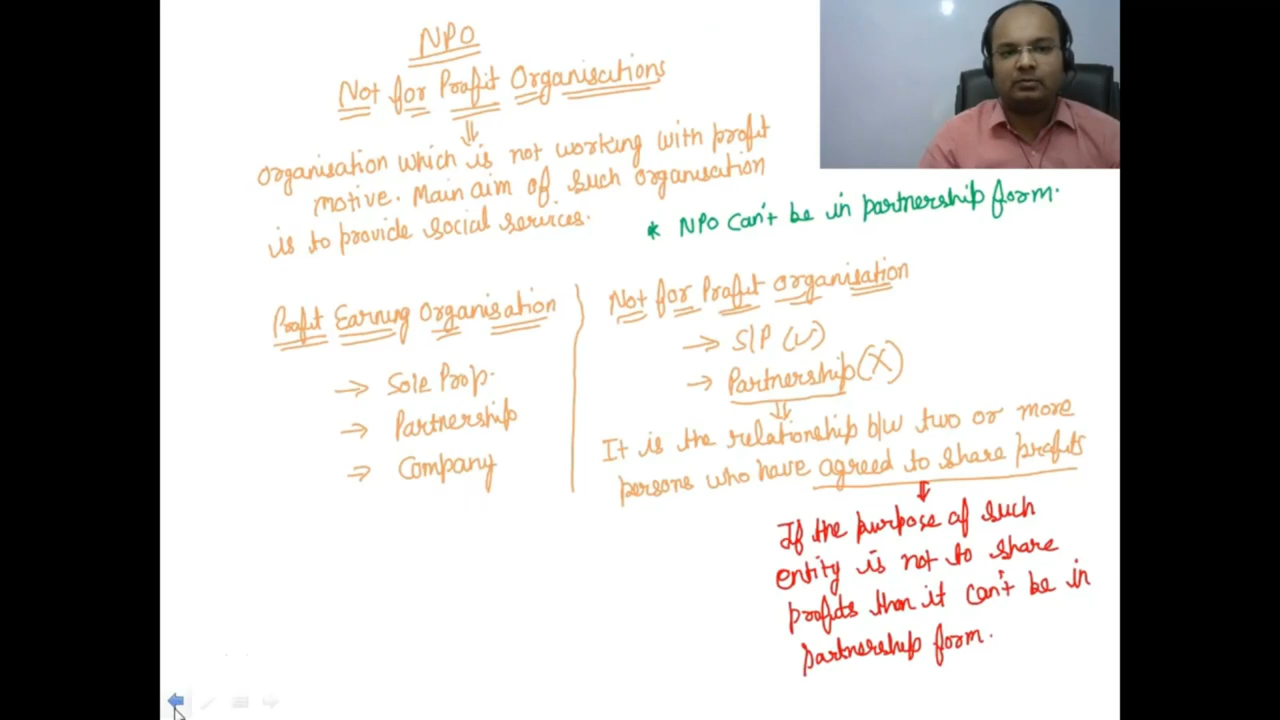 NPO
Not for Profit Organisations
⇓
Organisation which is not working with profit
motive. Main aim of such organisation
is to provide social services.
* NPO can't be in partnership form.
Profit Earning Organisation
→ Sole Prop.
→ Partnership
→ Company
Not for Profit Organisation
→ S/P (✓)
→ Partnership (X)
⇓
It is the relationship b/w two or more
persons who have agreed to share profits
↓
If the purpose of such
entity is not to share
profits then it can't be in
partnership form.